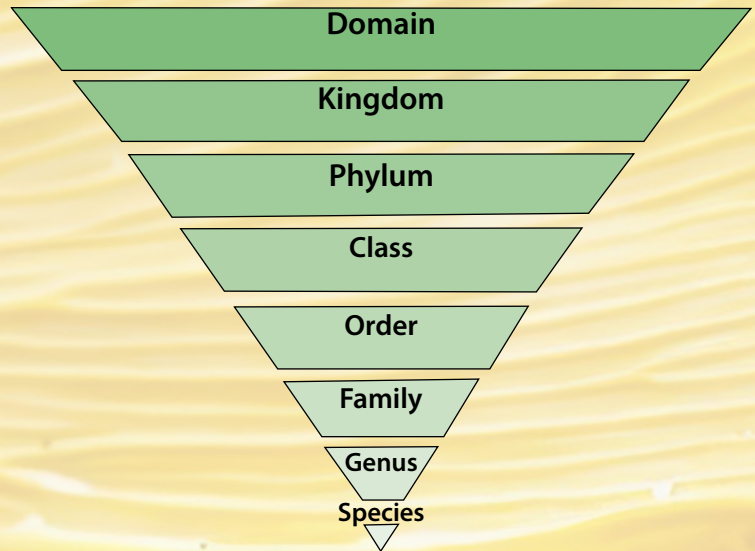 Domain
Kingdom
Phylum
Class
Order
Family
Genus
Species